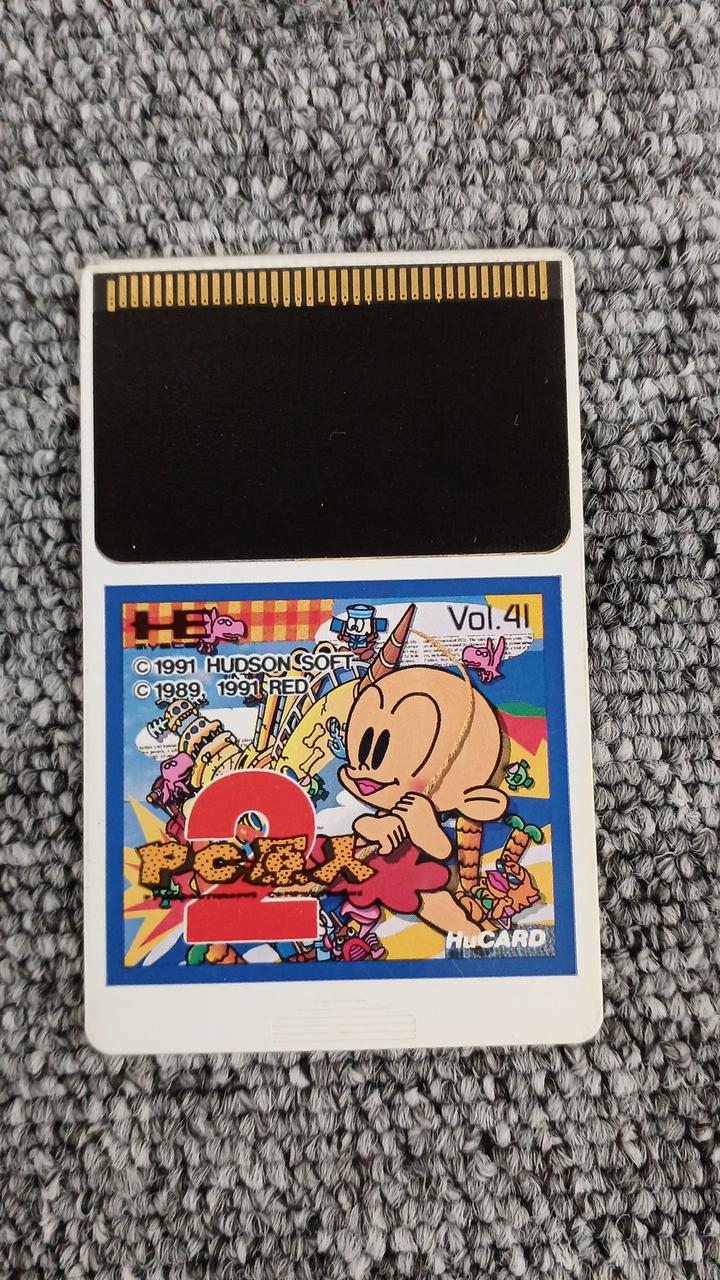 HE
Vol.41
© 1991 HUDSON SOFT
© 1989, 1991 RED
2
PC原人
HuCARD